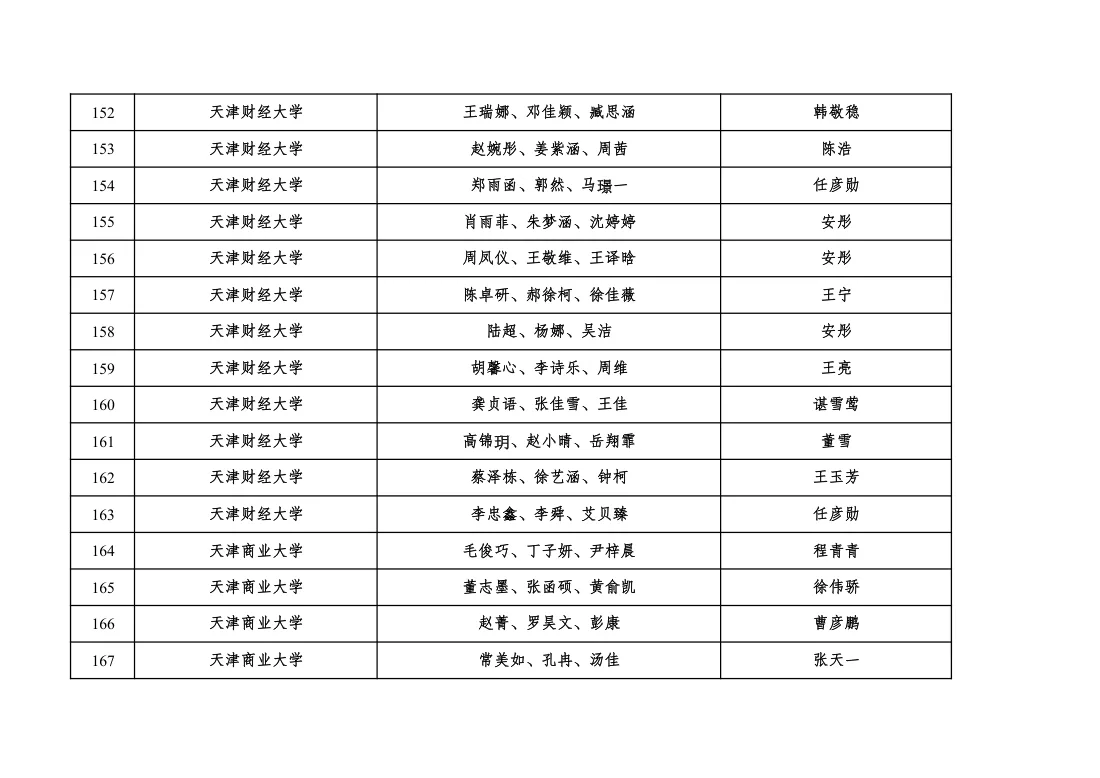 152 天津财经大学 王瑞娜、邓佳颖、臧思涵 韩敬稳
153 天津财经大学 赵婉彤、姜紫涵、周茜 陈浩
154 天津财经大学 郑雨函、郭然、马璟一 任彦勋
155 天津财经大学 肖雨菲、朱梦涵、沈婷婷 安彤
156 天津财经大学 周凤仪、王敬维、王译晗 安彤
157 天津财经大学 陈卓研、郝徐柯、徐佳薇 王宁
158 天津财经大学 陆超、杨娜、吴洁 安彤
159 天津财经大学 胡馨心、李诗乐、周维 王亮
160 天津财经大学 龚贞语、张佳雪、王佳 谌雪莺
161 天津财经大学 高锦玥、赵小晴、岳翔霏 董雪
162 天津财经大学 蔡泽栋、徐艺涵、钟柯 王玉芳
163 天津财经大学 李忠鑫、李舜、艾贝臻 任彦勋
164 天津商业大学 毛俊巧、丁子妍、尹梓晨 程青青
165 天津商业大学 董志墨、张函硕、黄俞凯 徐伟骄
166 天津商业大学 赵菁、罗昊文、彭康 曹彦鹏
167 天津商业大学 常美如、孔冉、汤佳 张天一